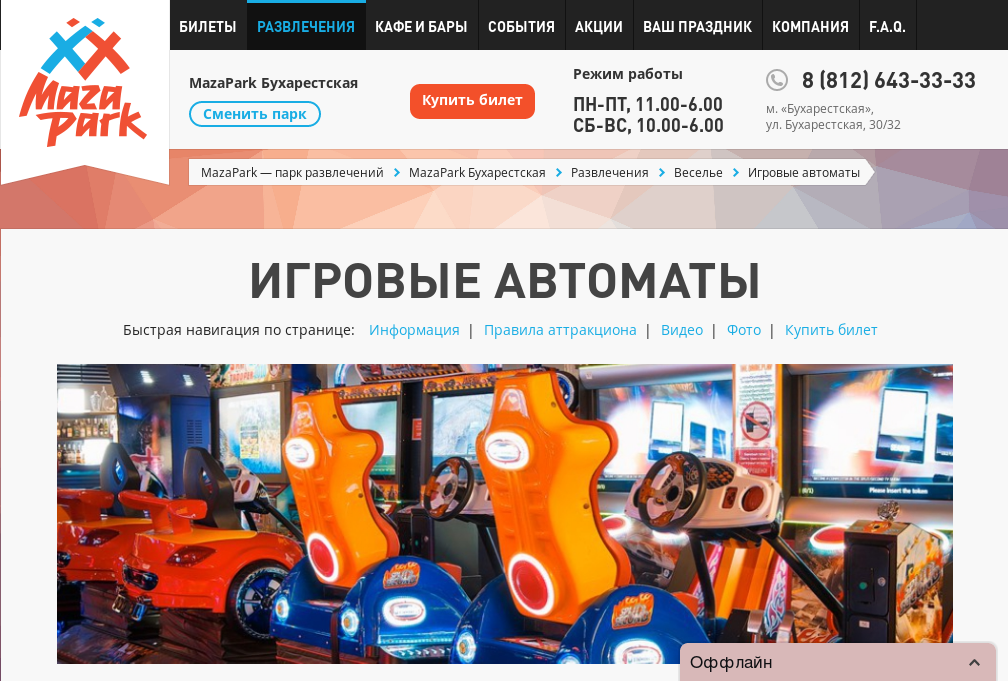 Maza
Park
БИЛЕТЫ РАЗВЛЕЧЕНИЯ КАФЕ И БАРЫ СОБЫТИЯ АКЦИИ ВАШ ПРАЗДНИК КОМПАНИЯ F.A.Q.
MazaPark Бухарестская
Сменить парк
Купить билет
Режим работы
ПН-ПТ, 11.00-6.00
СБ-ВС, 10.00-6.00
8 (812) 643-33-33
м. «Бухарестская»,
ул. Бухарестская, 30/32
MazaPark — парк развлечений MazaPark Бухарестская Развлечения Веселье Игровые автоматы
ИГРОВЫЕ АВТОМАТЫ
Быстрая навигация по странице: Информация | Правила аттракциона | Видео | Фото | Купить билет
Please insert the token
Оффлайн